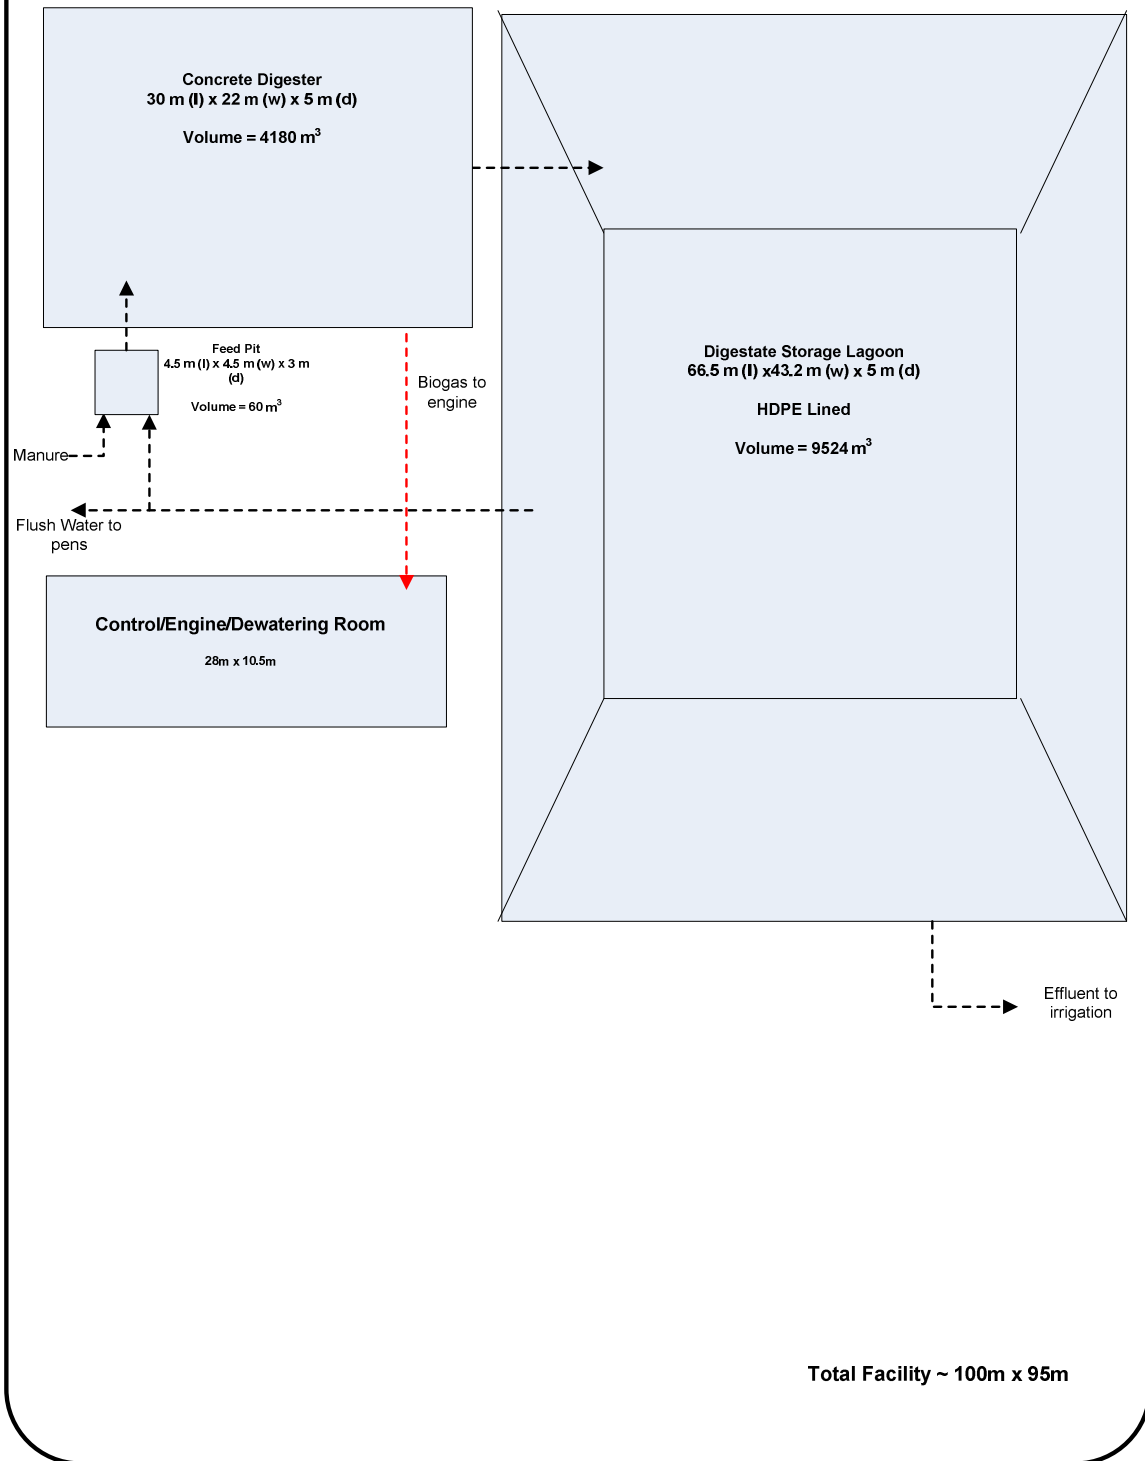 Concrete Digester
30 m (l) x 22 m (w) x 5 m (d)
Volume = 4180 m³
Feed Pit
4.5 m (l) x 4.5 m (w) x 3 m
(d)
Volume = 60 m³
Biogas to
engine
Manure
Flush Water to
pens
Control/Engine/Dewatering Room
28m x 10.5m
Digestate Storage Lagoon
66.5 m (l) x43.2 m (w) x 5 m (d)
HDPE Lined
Volume = 9524 m³
Effluent to
irrigation
Total Facility ~ 100m x 95m